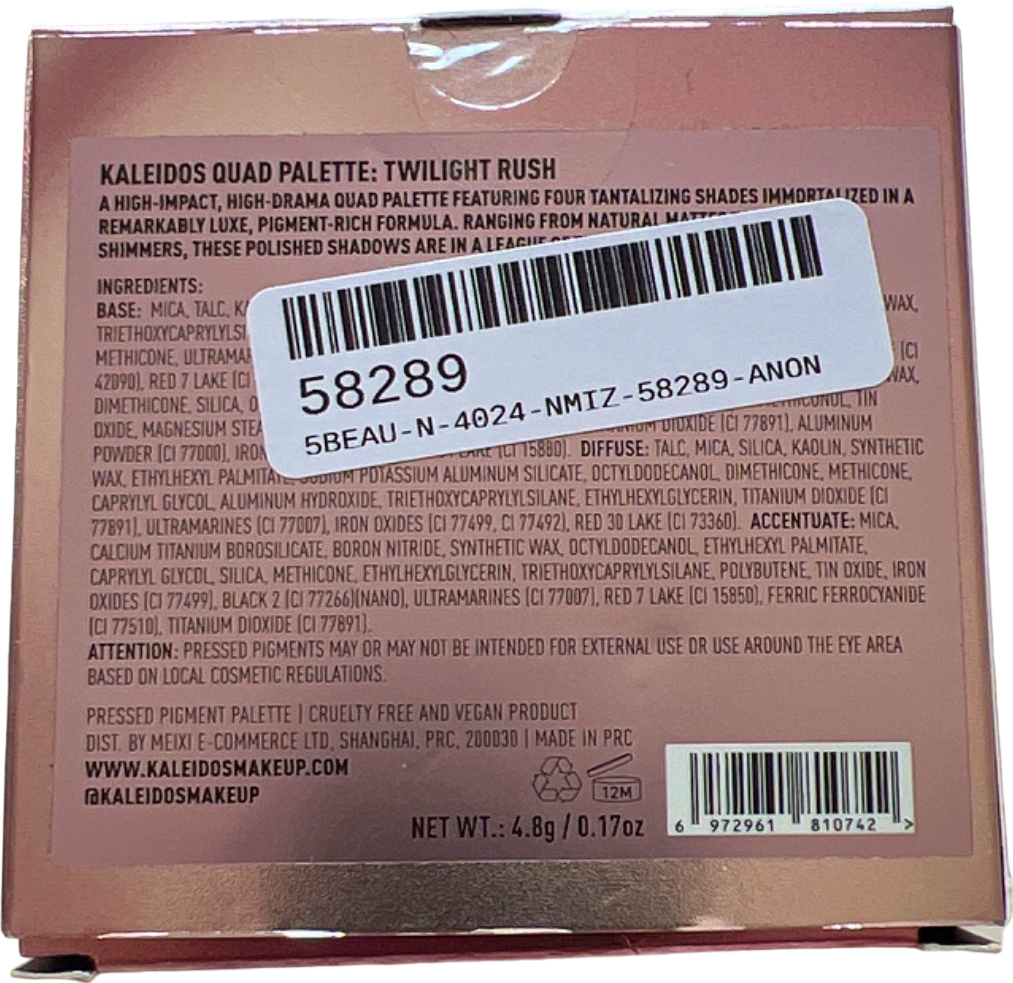 KALEIDOS QUAD PALETTE: TWILIGHT RUSH
A HIGH-IMPACT, HIGH-DRAMA QUAD PALETTE FEATURING FOUR TANTALIZING SHADES IMMORTALIZED IN A
REMARKABLY LUXE, PIGMENT-RICH FORMULA. RANGING FROM NATURAL MATTES
SHIMMERS, THESE POLISHED SHADOWS ARE IN A LEAGUE OF
INGREDIENTS:
BASE: MICA, TALC, WAX,
TRIETHOXYCAPRYLYLSI
METHICONE, ULTRAMAR (CI
42090), RED 7 LAKE (CI WAX,
DIMETHICONE, SILICA, TIN
OXIDE, MAGNESIUM STEA DIOXIDE (CI 77891), ALUMINUM
POWDER (CI 77000), IRON LAKE (CI 15880). DIFFUSE: TALC, MICA, SILICA, KAOLIN, SYNTHETIC
WAX, ETHYLHEXYL PALMITATE, SODIUM POTASSIUM ALUMINUM SILICATE, OCTYLDODECANOL, DIMETHICONE, METHICONE,
CAPRYLYL GLYCOL, ALUMINUM HYDROXIDE, TRIETHOXYCAPRYLYLSILANE, ETHYLHEXYLGLYCERIN, TITANIUM DIOXIDE (CI
77891), ULTRAMARINES (CI 77007), IRON OXIDES (CI 77499, CI 77492), RED 30 LAKE (CI 73360). ACCENTUATE: MICA,
CALCIUM TITANIUM BOROSILICATE, BORON NITRIDE, SYNTHETIC WAX, OCTYLDODECANOL, ETHYLHEXYL PALMITATE,
CAPRYLYL GLYCOL, SILICA, METHICONE, ETHYLHEXYLGLYCERIN, TRIETHOXYCAPRYLYLSILANE, POLYBUTENE, TIN OXIDE, IRON
OXIDES (CI 77499), BLACK 2 (CI 77266)(NANO), ULTRAMARINES (CI 77007), RED 7 LAKE (CI 15850), FERRIC FERROCYANIDE
(CI 77510), TITANIUM DIOXIDE (CI 77891).
ATTENTION: PRESSED PIGMENTS MAY OR MAY NOT BE INTENDED FOR EXTERNAL USE OR USE AROUND THE EYE AREA
BASED ON LOCAL COSMETIC REGULATIONS.
58289
5BEAU-N-4024-NMIZ-58289-ANON
PRESSED PIGMENT PALETTE | CRUELTY FREE AND VEGAN PRODUCT
DIST. BY MEIXI E-COMMERCE LTD, SHANGHAI, PRC, 200030 | MADE IN PRC
WWW.KALEIDOSMAKEUP.COM
@KALEIDOSMAKEUP
12M
NET WT.: 4.8g / 0.17oz
6 972961 810742 >